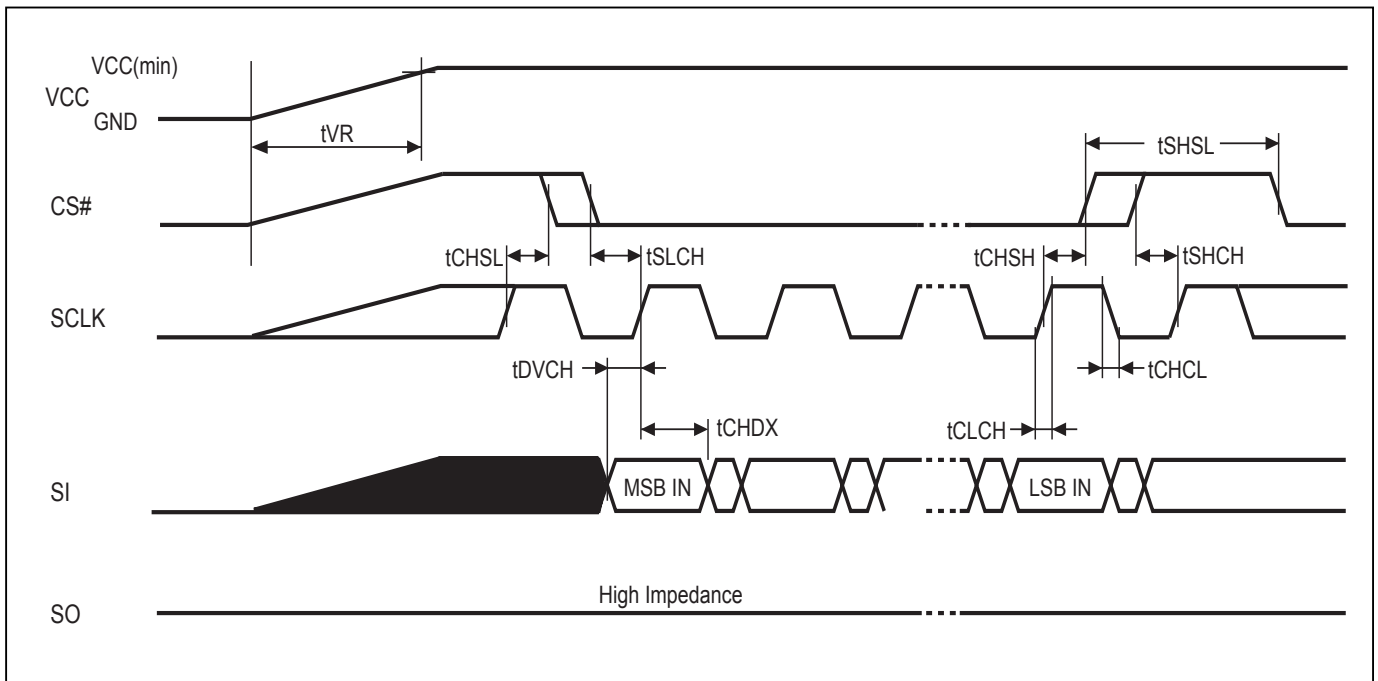 VCC(min)
VCC
GND
tVR
tSHSL
CS#
tCHSL
tSLCH
tCHSH
tSHCH
SCLK
tDVCH
tCHCL
tCHDX
tCLCH
SI
MSB IN
LSB IN
High Impedance
SO